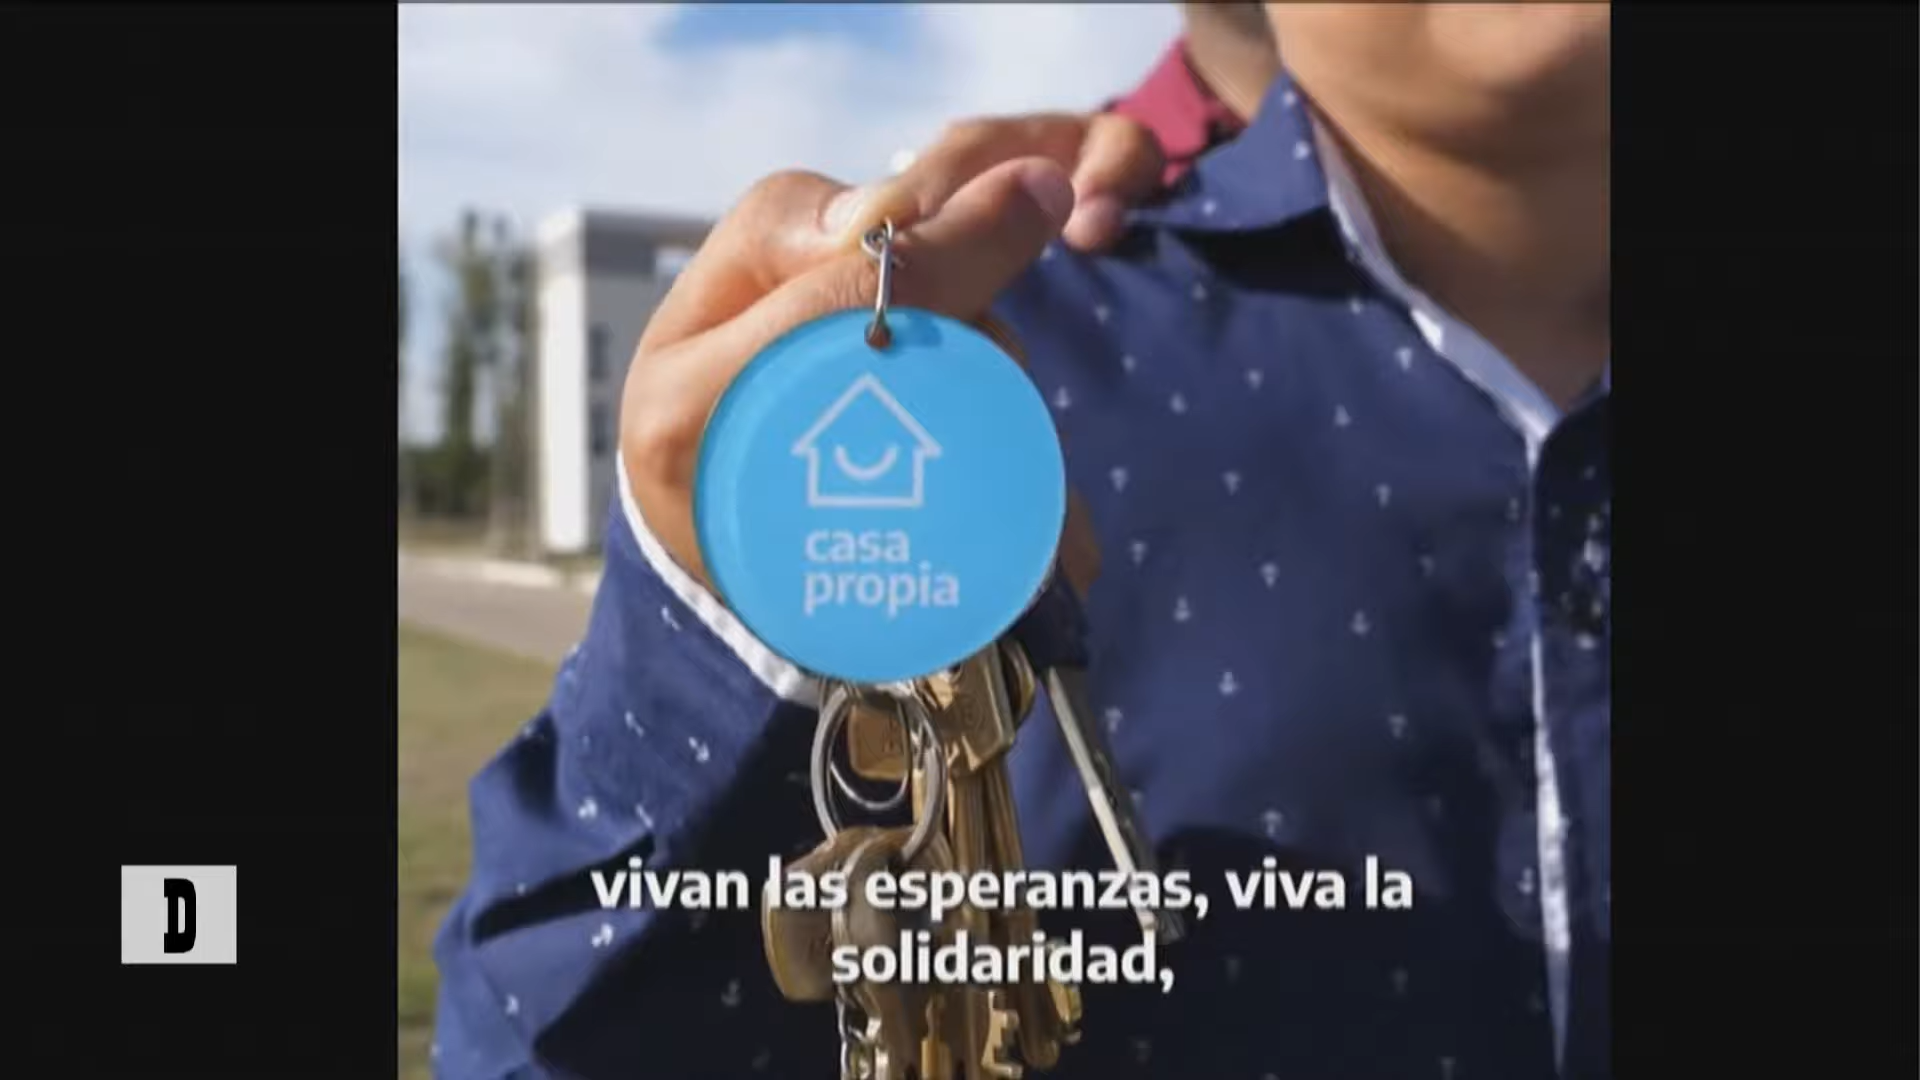 casa
propia
D
vivan las esperanzas, viva la
solidaridad,